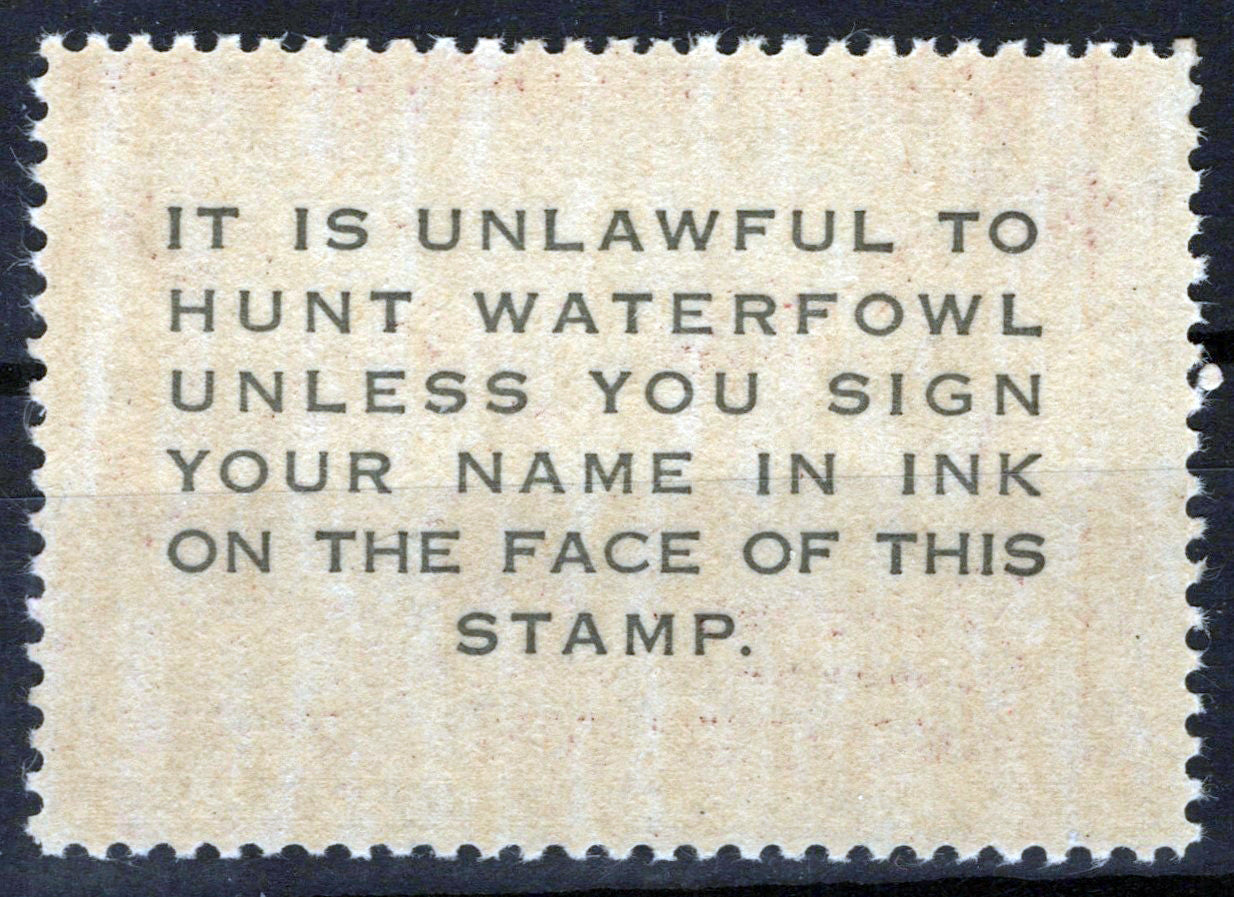 IT IS UNLAWFUL TO
HUNT WATERFOWL
UNLESS YOU SIGN
YOUR NAME IN INK
ON THE FACE OF THIS
STAMP.